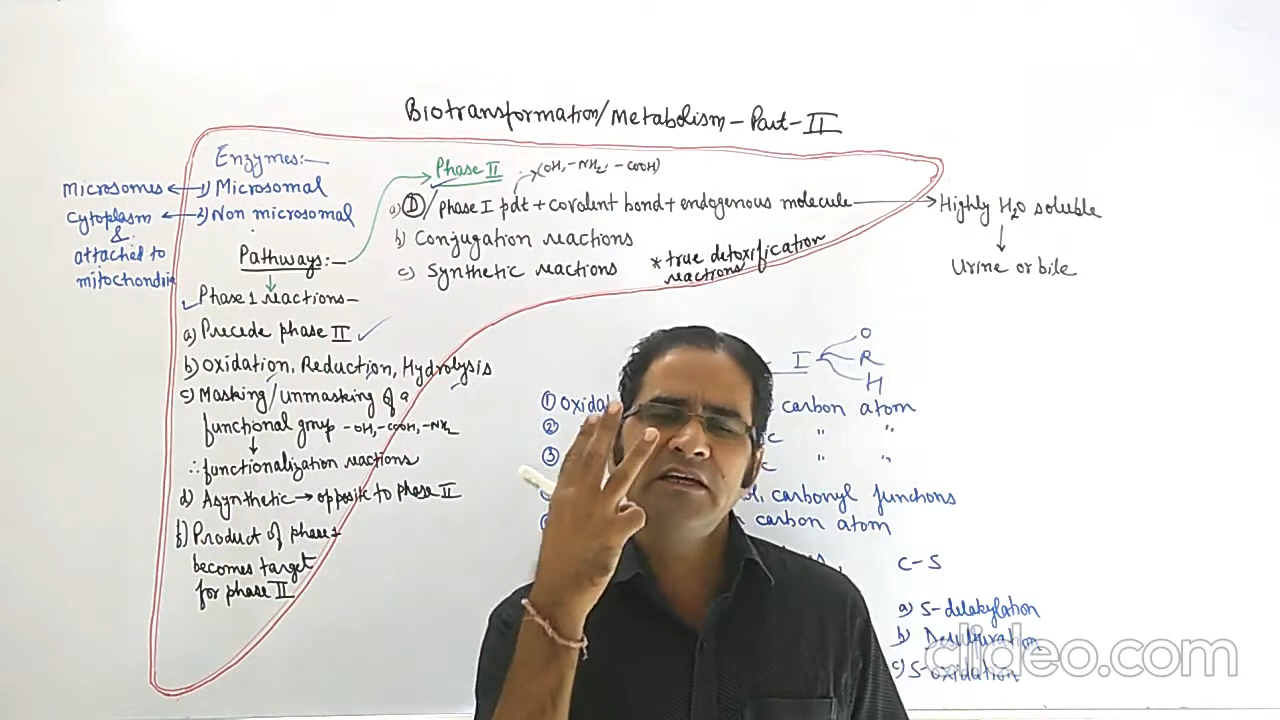 Biotransformation/Metabolism - Part - II
Enzymes:-
Microsomes ← 1) Microsomal
Cytoplasm ← 2) Non microsomal
&
attached to
mitochondria
Pathways:-
Phase 1 reactions-
a) Precede phase II ✓
b) Oxidation, Reduction, Hydrolysis
c) Masking/unmasking of a
functional group -OH, -COOH, -NH2
↓
∴ functionalization reactions
d) Asynthetic → opposite to phase II
Product of phase 1
becomes target
for phase II
Phase II → (OH, -NH2, -COOH)
a) D/phase I pdt + covalent bond + endogenous molecule → Highly H2O soluble
↓
Urine or bile
b) Conjugation reactions
c) Synthetic reactions
* true detoxification
reactions
I
O
R
H
① carbon atom
② " "
③ " "
carbonyl functions
carbon atom
C-S
a) S-dealkylation
b)
c) S-oxidation
clideo.com